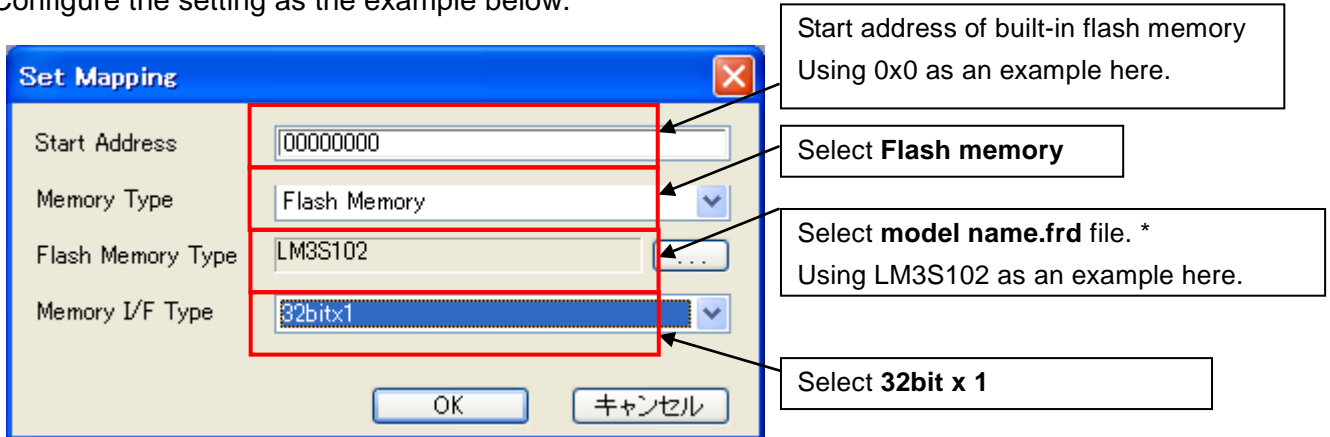 Configure the setting as the example below.
Set Mapping
Start Address
00000000
Memory Type
Flash Memory
Flash Memory Type
LM3S102
...
Memory I/F Type
32bitx1
OK
キャンセル
Start address of built-in flash memory
Using 0x0 as an example here.
Select Flash memory
Select model name.frd file. *
Using LM3S102 as an example here.
Select 32bit x 1